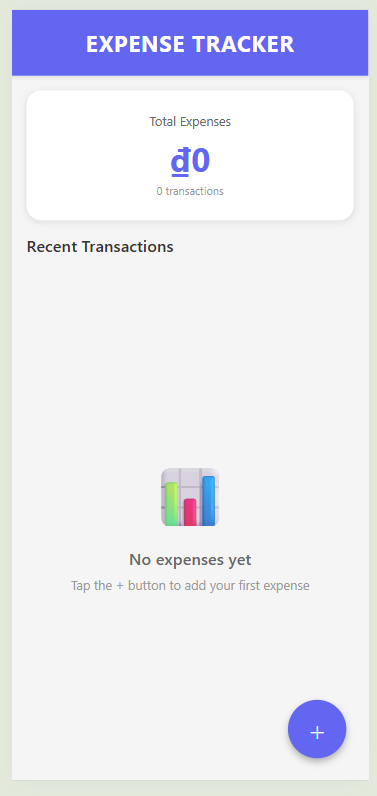 EXPENSE TRACKER
Total Expenses
₫0
0 transactions
Recent Transactions
No expenses yet
Tap the + button to add your first expense
+